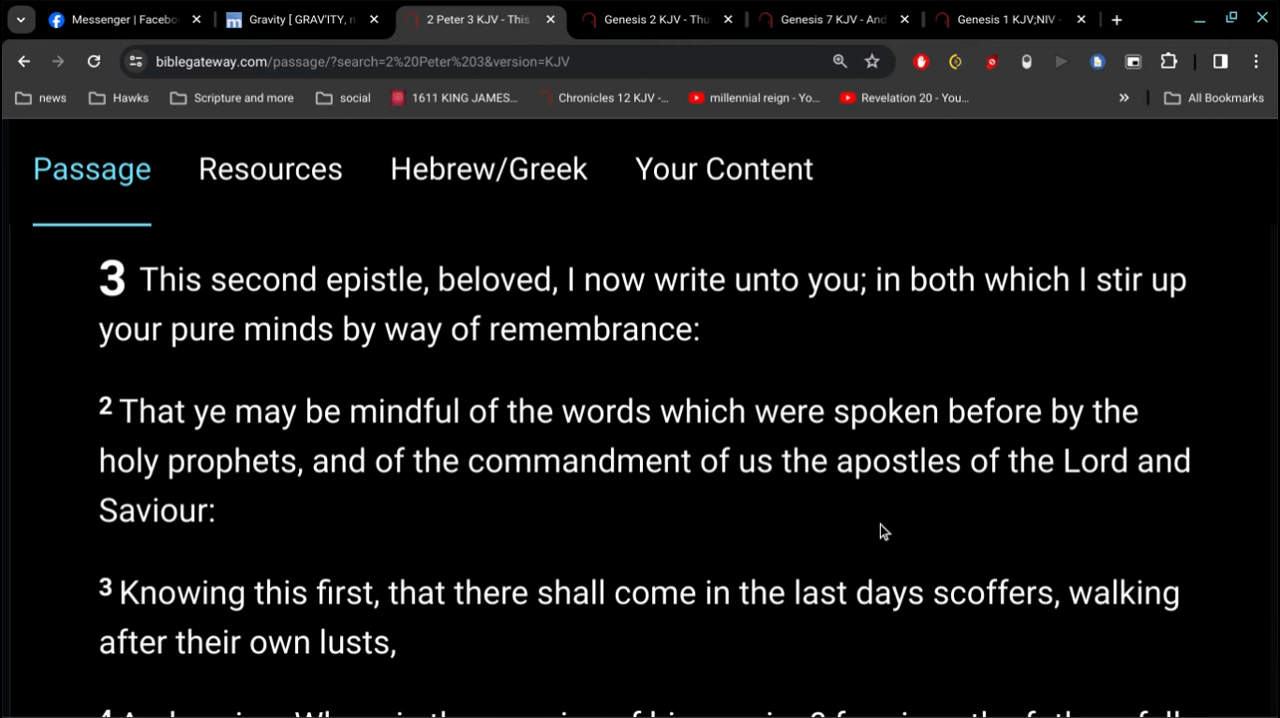 Messenger | Facebo
Gravity [ GRAV'ITY, n
2 Peter 3 KJV - This
Genesis 2 KJV - Thu
Genesis 7 KJV - And
Genesis 1 KJV;NIV -
biblegateway.com/passage/?search=2%20Peter%203&version=KJV
news
Hawks
Scripture and more
social
1611 KING JAMES...
Chronicles 12 KJV -...
millennial reign - Yo...
Revelation 20 - You...
All Bookmarks
Passage
Resources
Hebrew/Greek
Your Content
3 This second epistle, beloved, I now write unto you; in both which I stir up
your pure minds by way of remembrance:
2 That ye may be mindful of the words which were spoken before by the
holy prophets, and of the commandment of us the apostles of the Lord and
Saviour:
3 Knowing this first, that there shall come in the last days scoffers, walking
after their own lusts,